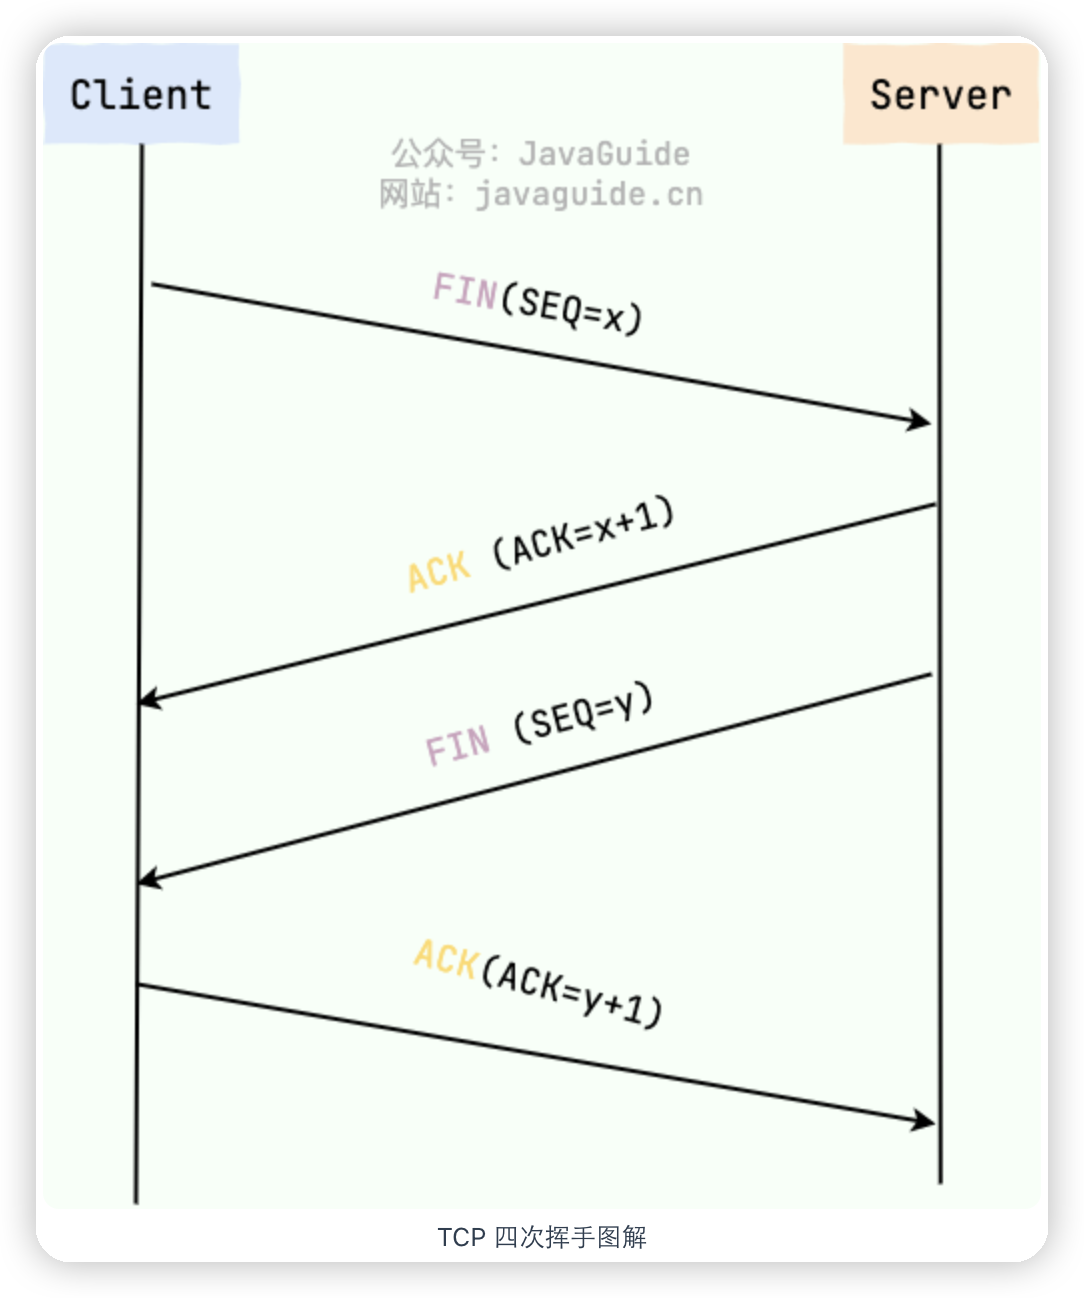 Client
Server
公众号：JavaGuide
网站：javaguide.cn
FIN(SEQ=x)
ACK (ACK=x+1)
FIN (SEQ=y)
ACK(ACK=y+1)
TCP 四次挥手图解